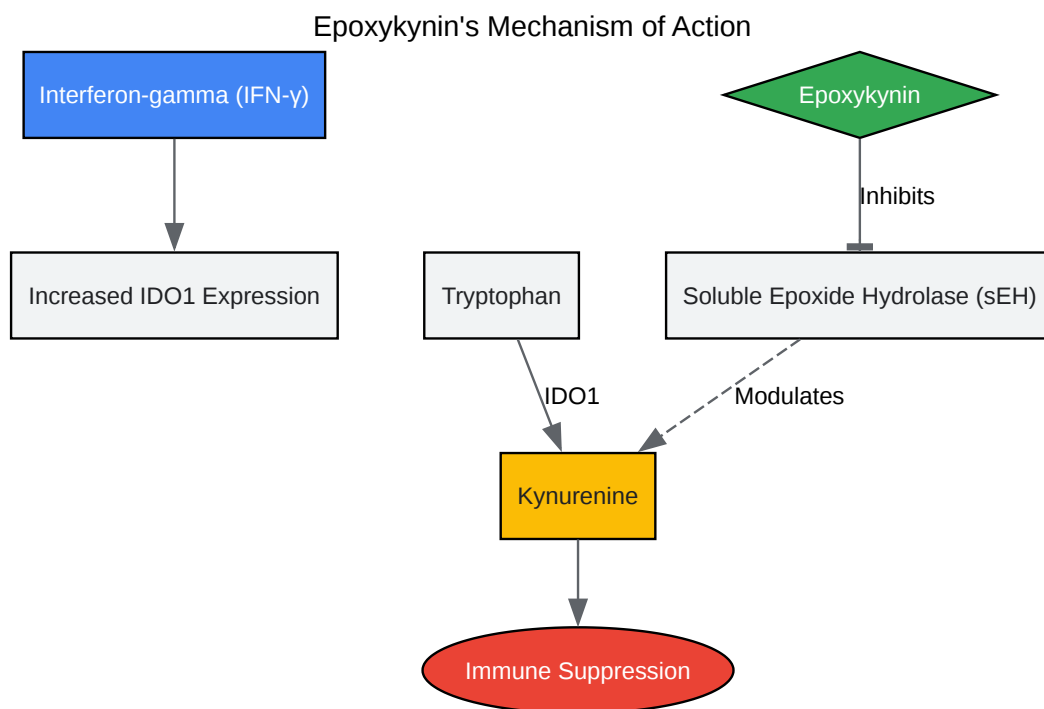 Epoxykynin's Mechanism of Action
Interferon-gamma (IFN-γ)
Epoxykynin
Inhibits
Increased IDO1 Expression
Tryptophan
Soluble Epoxide Hydrolase (sEH)
IDO1
Modulates
Kynurenine
Immune Suppression